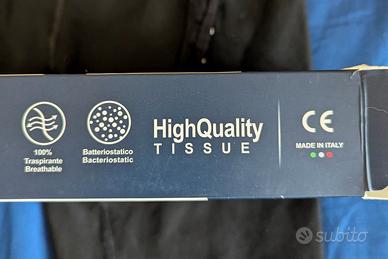 100%
Traspirante
Breathable
Batteriostatico
Bacteriostatic
HighQuality
TISSUE
CE
MADE IN ITALY
subito